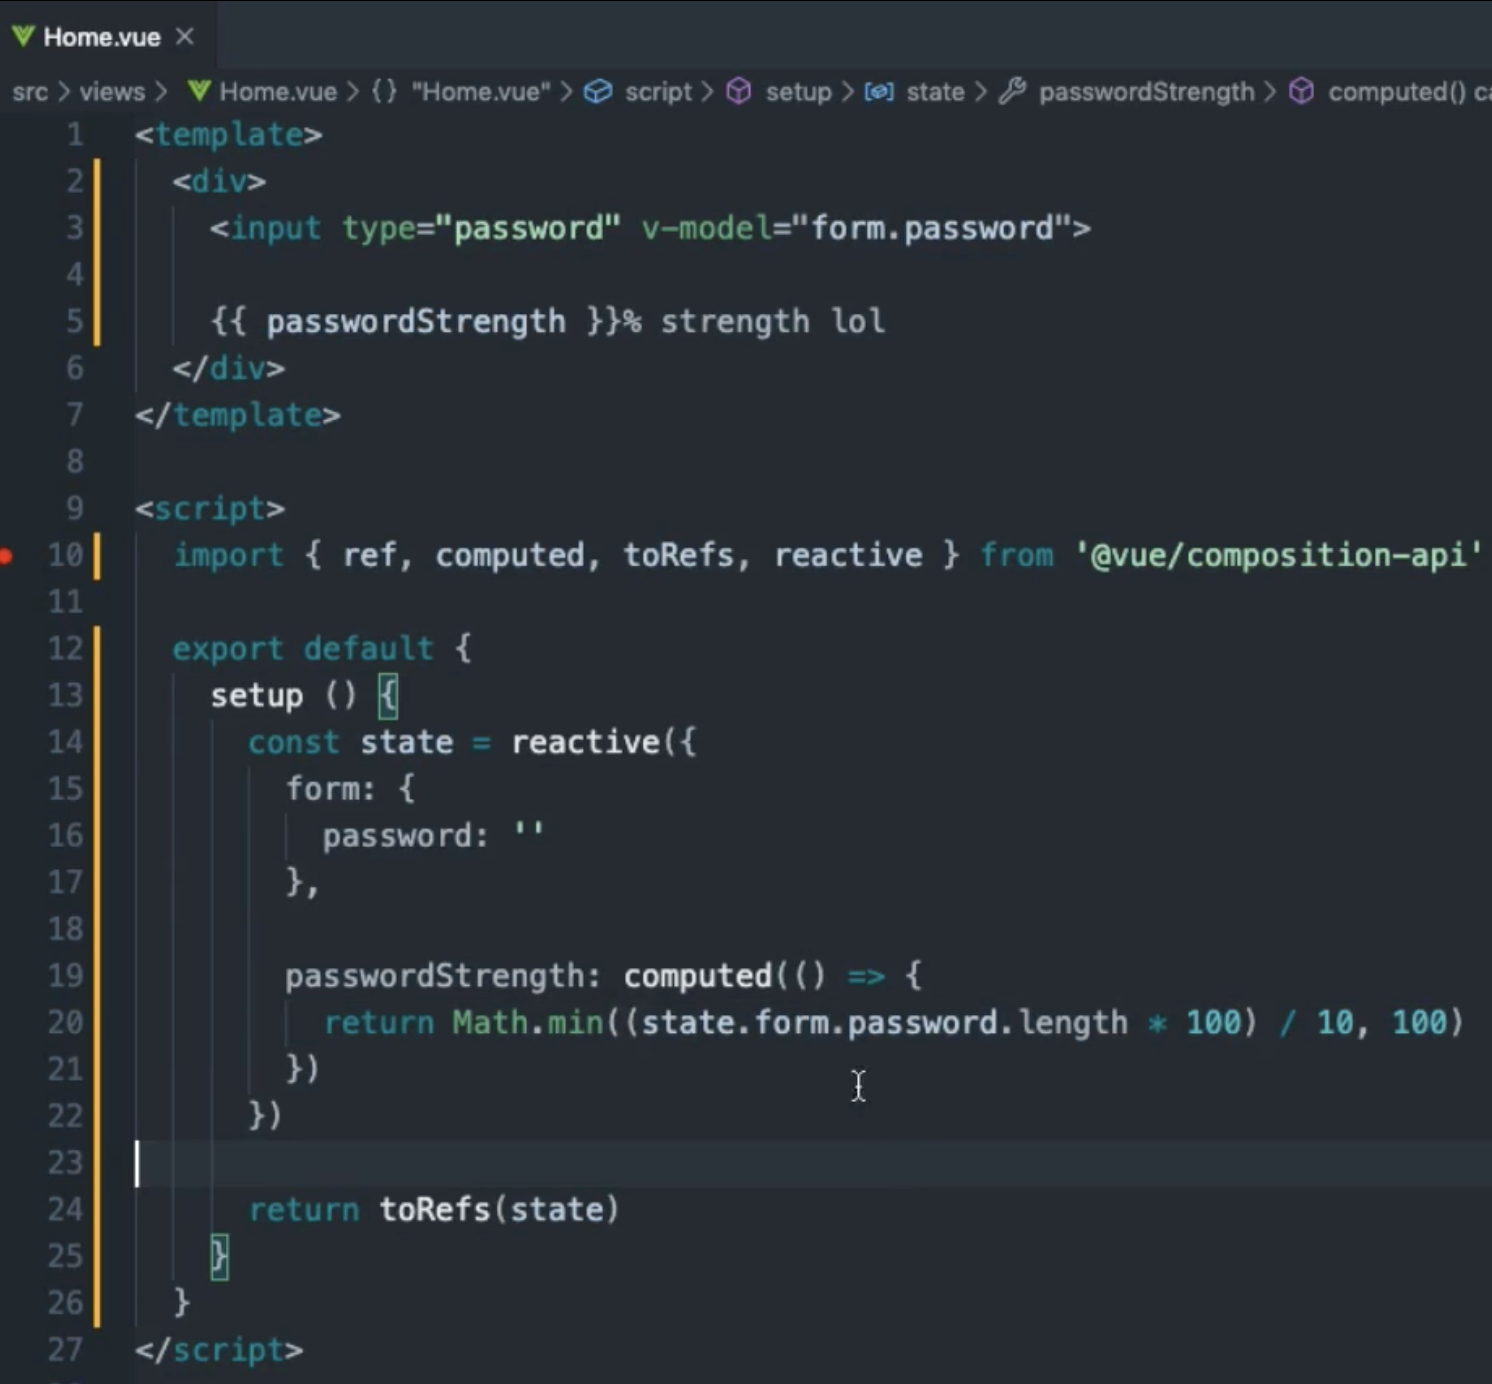 Home.vue
src > views > Home.vue > {} "Home.vue" > script > setup > state > passwordStrength > computed() ca
1 <template>
2 <div>
3 <input type="password" v-model="form.password">
4
5 {{ passwordStrength }}% strength lol
6 </div>
7 </template>
8
9 <script>
10 import { ref, computed, toRefs, reactive } from '@vue/composition-api'
11
12 export default {
13 setup () {
14 const state = reactive({
15 form: {
16 password: ''
17 },
18
19 passwordStrength: computed(() => {
20 return Math.min((state.form.password.length * 100) / 10, 100)
21 })
22 })
23
24 return toRefs(state)
25 }
26 }
27 </script>